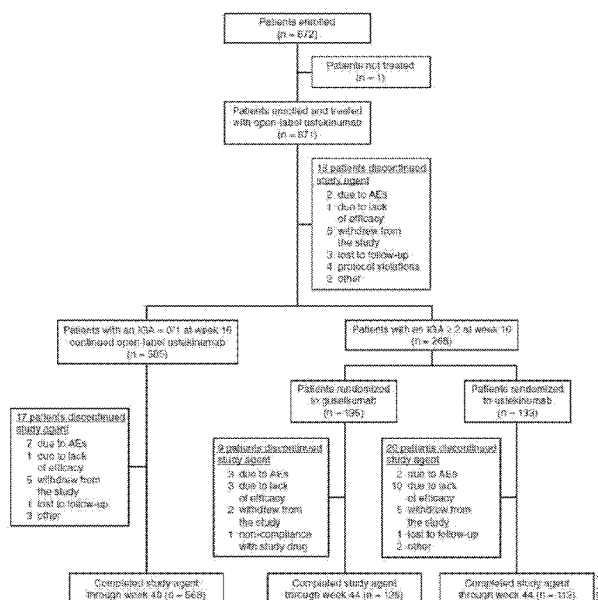 Patients enrolled
(n = 872)
Patients not treated
(n = 1)
Patients enrolled and treated
with open-label ustekinumab
(n = 871)
18 patients discontinued
study agent
2 due to AEs
1 due to lack
of efficacy
6 withdrew from
the study
3 lost to follow-up
4 protocol violations
2 other
Patients with an IGA = 0/1 at week 16
continued open-label ustekinumab
(n = 585)
Patients with an IGA ≥ 2 at week 16
(n = 268)
Patients randomized
to guselkumab
(n = 135)
Patients randomized
to ustekinumab
(n = 133)
17 patients discontinued
study agent
7 due to AEs
1 due to lack
of efficacy
5 withdrew from
the study
1 lost to follow-up
3 other
9 patients discontinued
study agent
3 due to AEs
3 due to lack
of efficacy
2 withdrew from
the study
1 non-compliance
with study drug
20 patients discontinued
study agent
2 due to AEs
10 due to lack
of efficacy
5 withdrew from
the study
1 lost to follow-up
2 other
Completed study agent
through week 40 (n = 568)
Completed study agent
through week 44 (n = 126)
Completed study agent
through week 44 (n = 113)